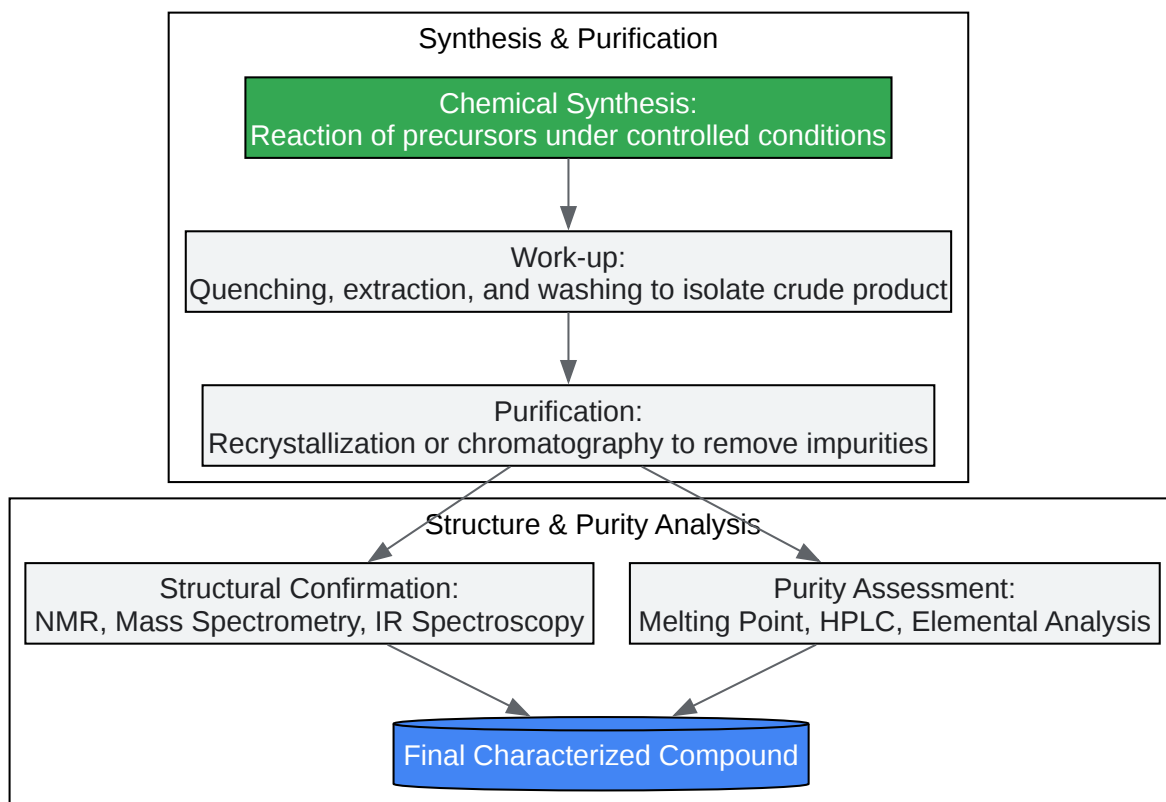 Synthesis & Purification
Chemical Synthesis:
Reaction of precursors under controlled conditions
Work-up:
Quenching, extraction, and washing to isolate crude product
Purification:
Recrystallization or chromatography to remove impurities
Structure & Purity Analysis
Structural Confirmation:
NMR, Mass Spectrometry, IR Spectroscopy
Purity Assessment:
Melting Point, HPLC, Elemental Analysis
Final Characterized Compound